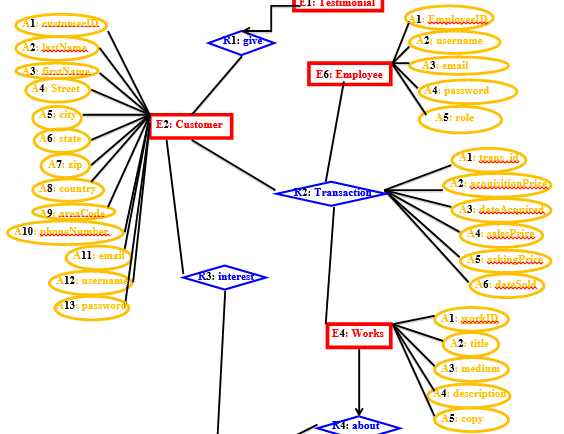 E1: Testimonial
A1: customerID
A2: lastName
A3: firstName
A4: Street
A5: city
A6: state
A7: zip
A8: country
A9: areaCode
A10: phoneNumber
A11: email
A12: username
A13: password
R1: give
E2: Customer
E6: Employee
A1: EmployeeID
A2: username
A3: email
A4: password
A5: role
R2: Transaction
A1: trans_id
A2: acquisitionPrice
A3: dateAcquired
A4: salesPrice
A5: askingPrice
A6: dateSold
R3: interest
E4: Works
A1: workID
A2: title
A3: medium
A4: description
A5: copy
R4: about